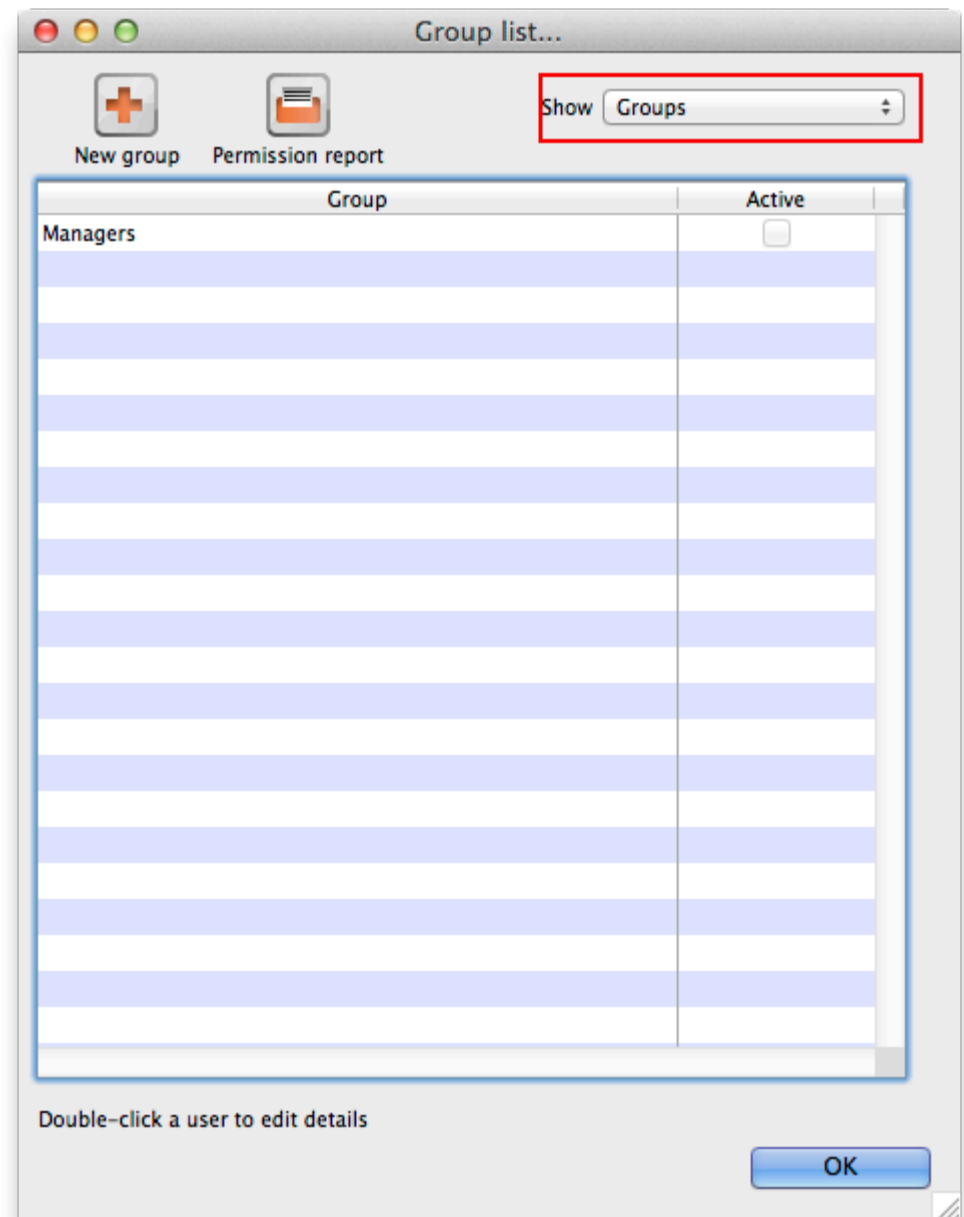 Group list...
Show Groups
New group Permission report
Group Active
Managers
Double-click a user to edit details
OK